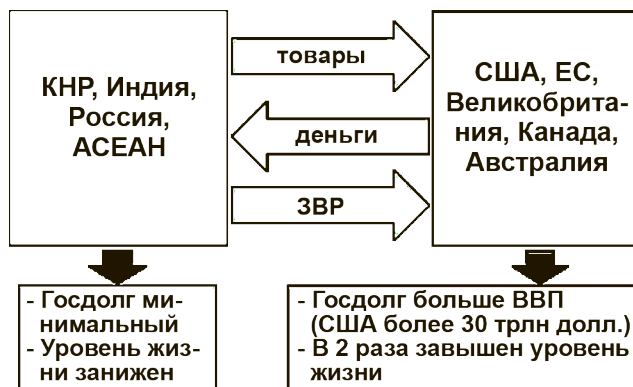 КНР, Индия,
Россия,
АСЕАН
товары
деньги
ЗВР
США, ЕС,
Великобрита-
ния, Канада,
Австралия
- Госдолг ми-
нимальный
- Уровень жиз-
ни занижен
- Госдолг больше ВВП
(США более 30 трлн долл.)
- В 2 раза завышен уровень
жизни